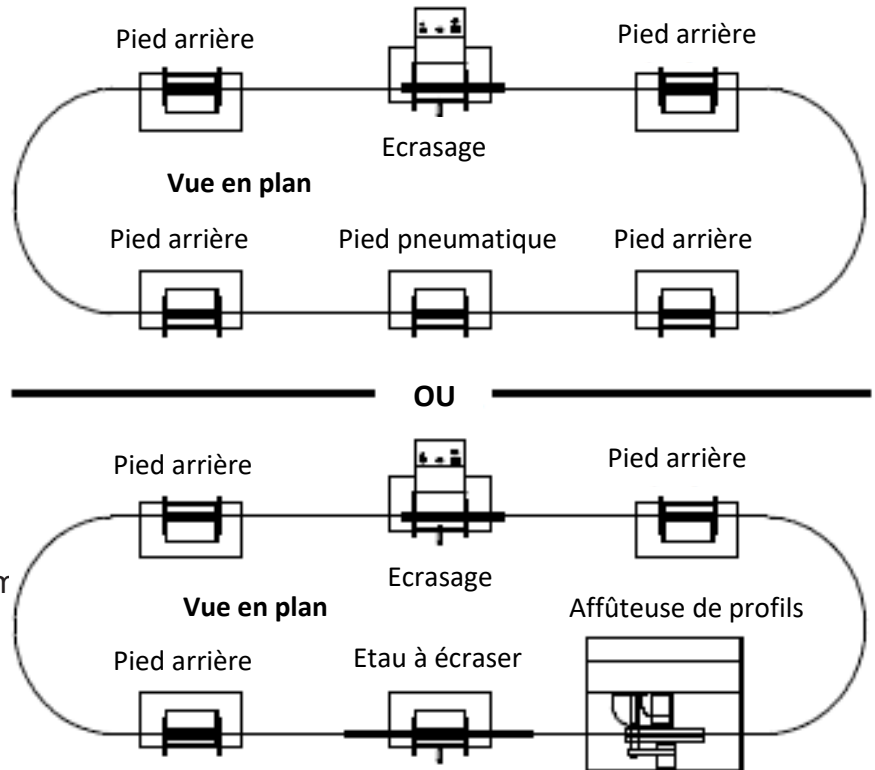 Pied arrière
Pied arrière
Ecrasage
Vue en plan
Pied arrière
Pied pneumatique
Pied arrière
OU
Pied arrière
Pied arrière
Ecrasage
Vue en plan
Affûteuse de profils
Pied arrière
Etau à écraser